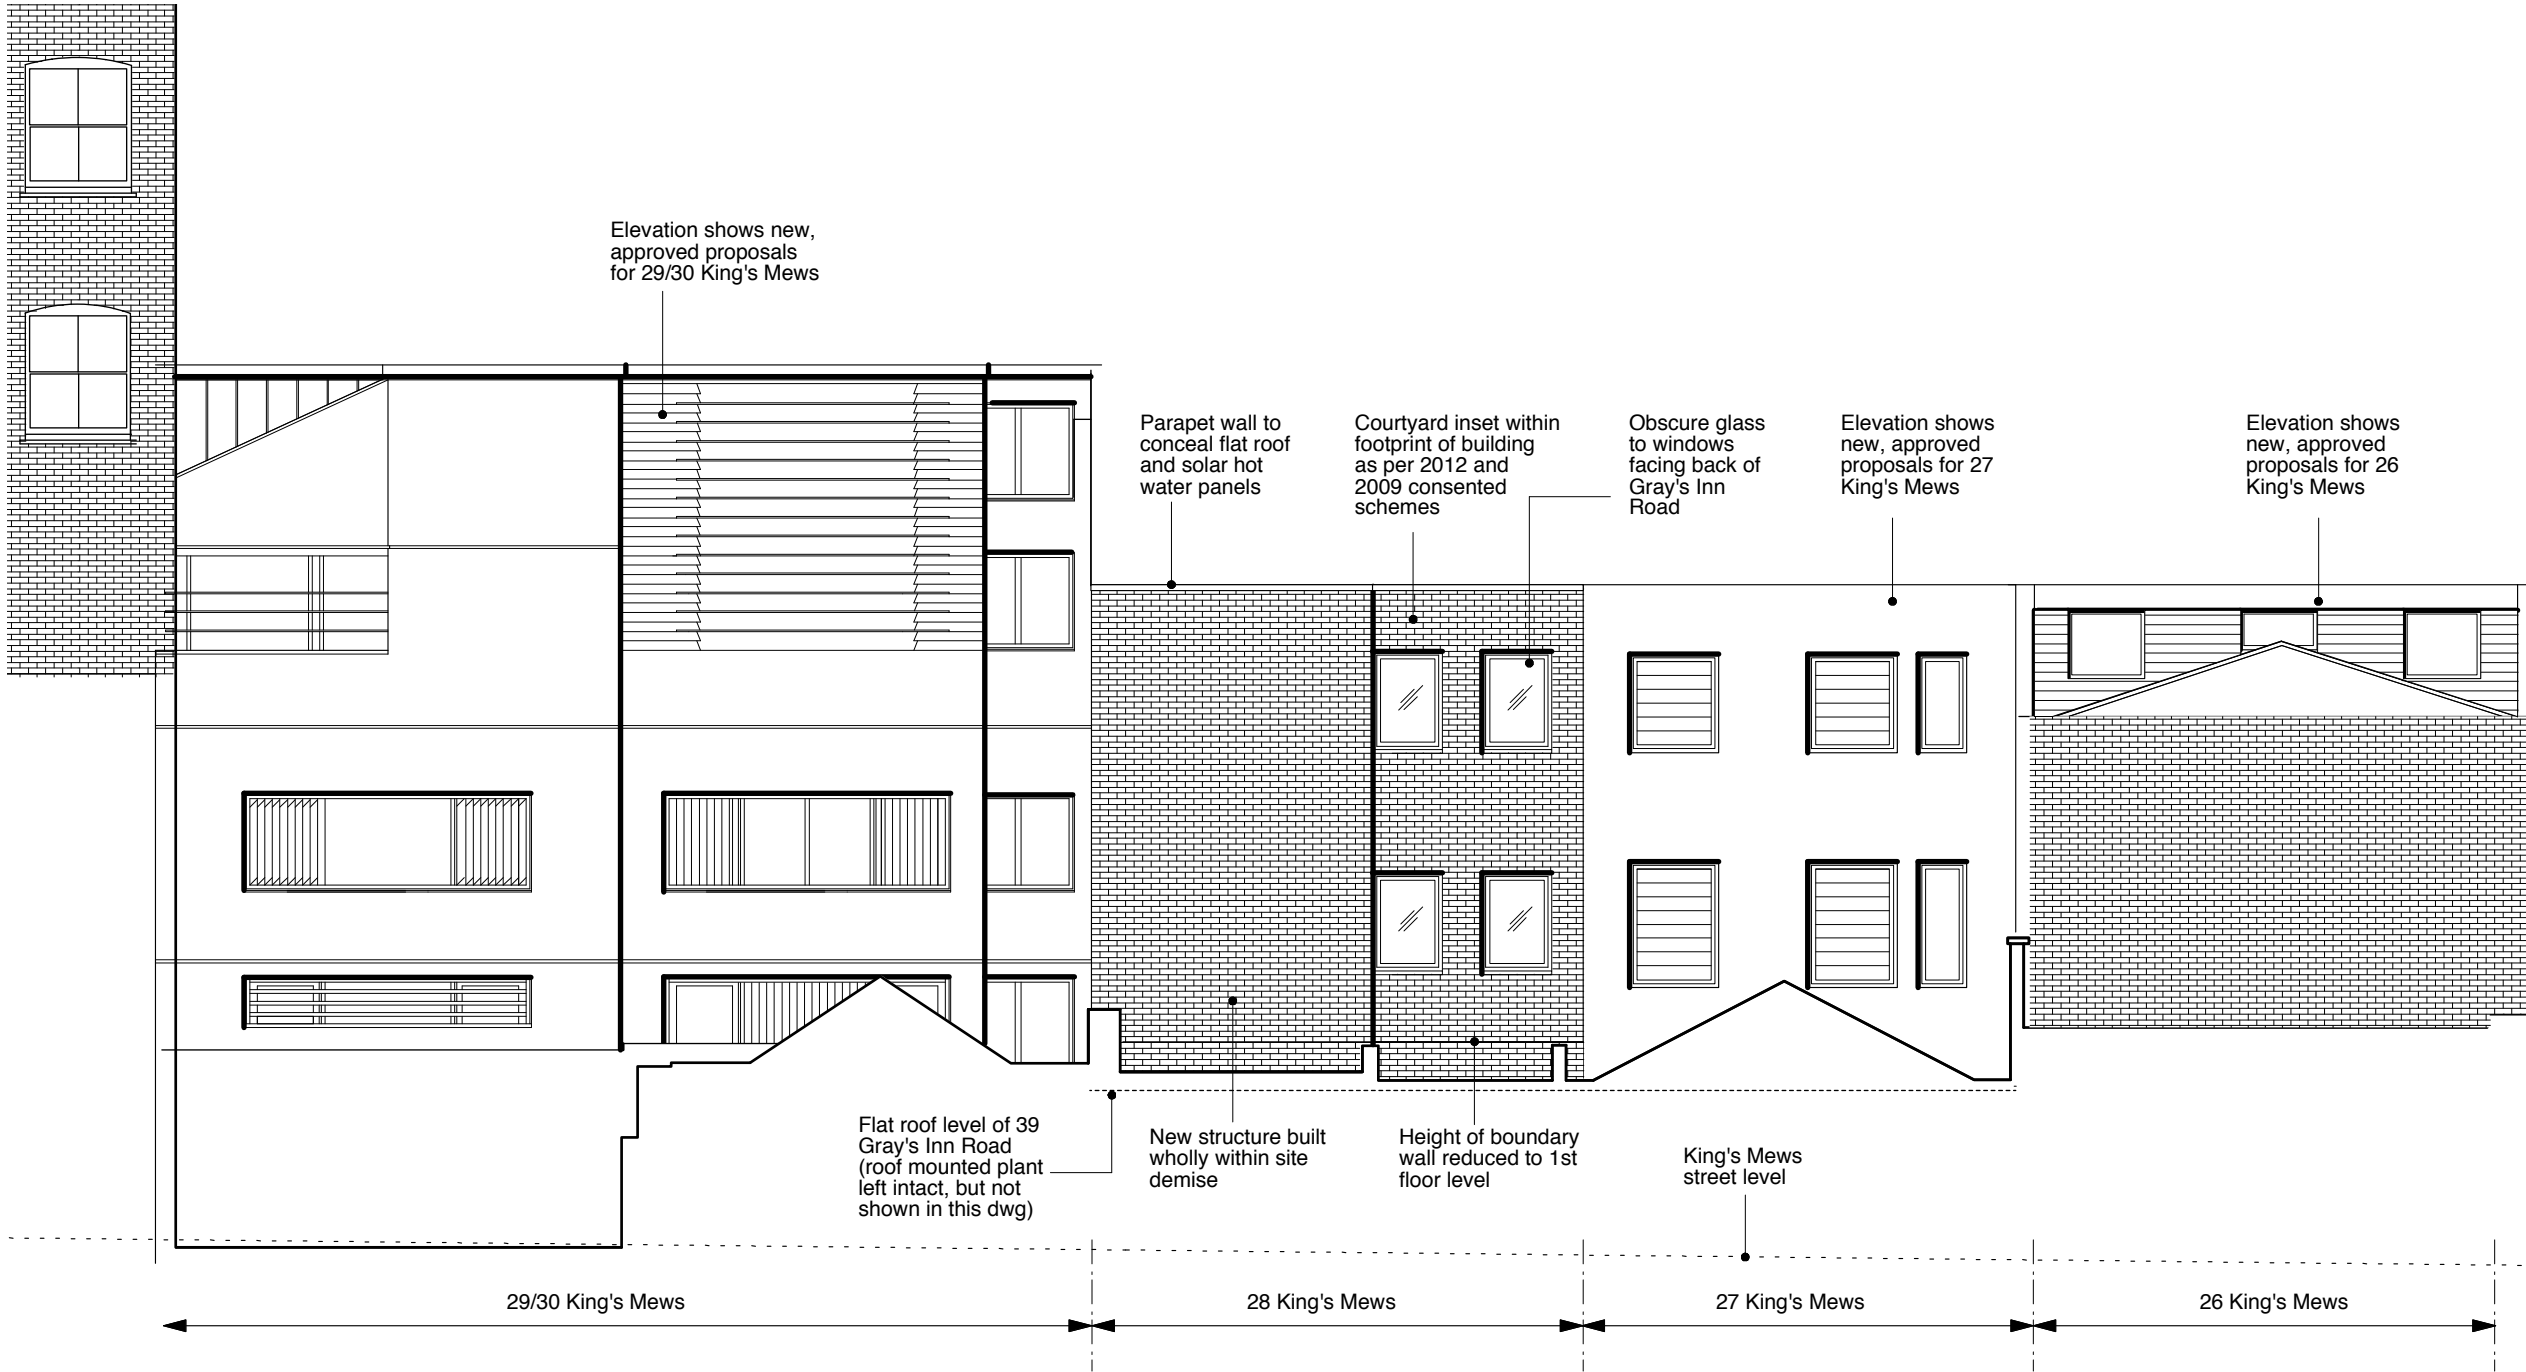 Elevation shows new,
approved proposals
for 29/30 King's Mews
Parapet wall to
conceal flat roof
and solar hot
water panels
Courtyard inset within
footprint of building
as per 2012 and
2009 consented
schemes
Obscure glass
to windows
facing back of
Gray's Inn
Road
Elevation shows
new, approved
proposals for 27
King's Mews
Elevation shows
new, approved
proposals for 26
King's Mews
Flat roof level of 39
Gray's Inn Road
(roof mounted plant
left intact, but not
shown in this dwg)
New structure built
wholly within site
demise
Height of boundary
wall reduced to 1st
floor level
King's Mews
street level
29/30 King's Mews
28 King's Mews
27 King's Mews
26 King's Mews